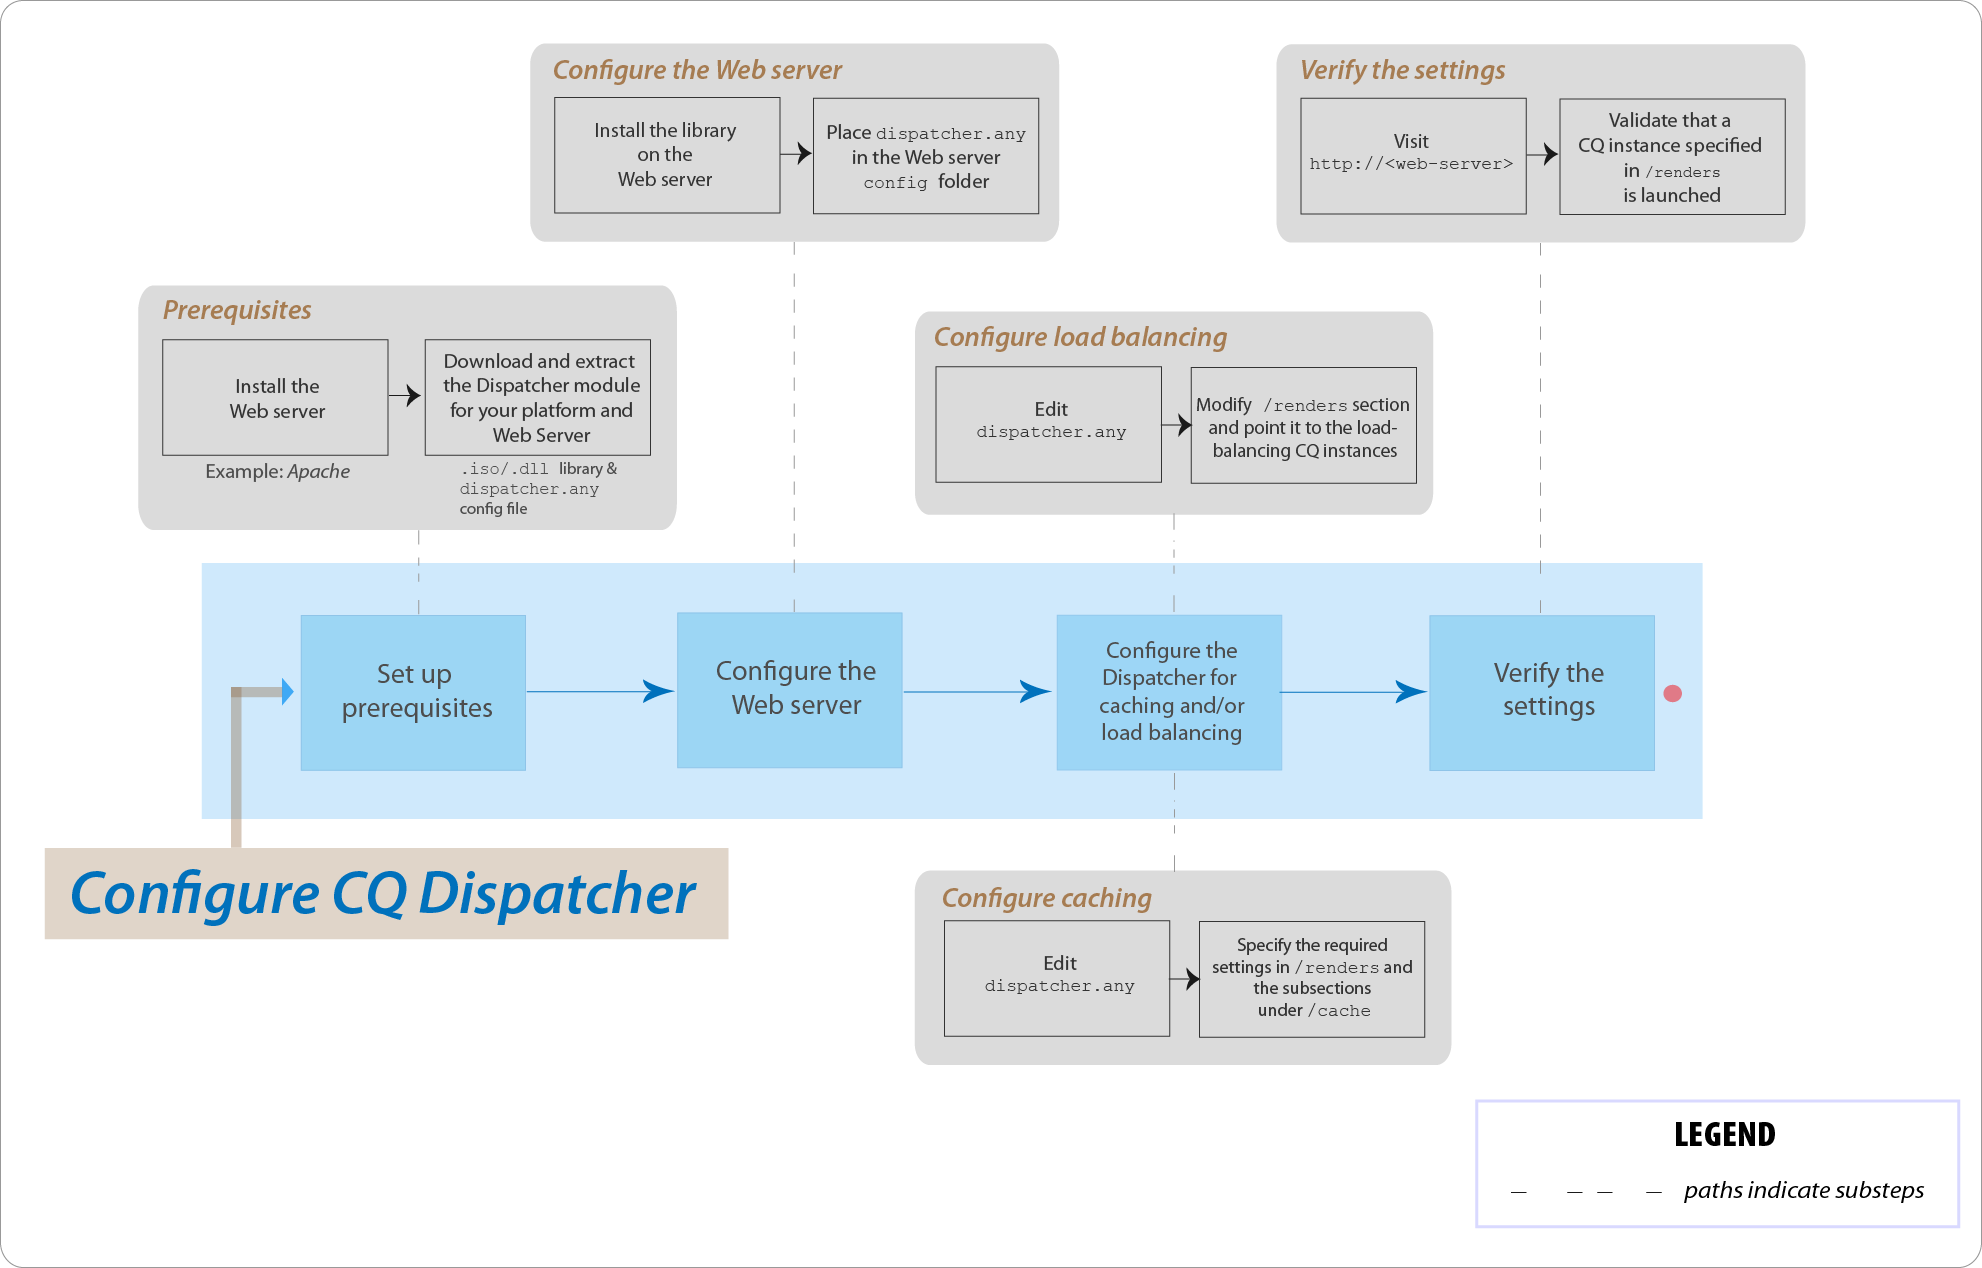 Configure the Web server
Install the library
on the
Web server
Place dispatcher.any
in the Web server
config folder
Verify the settings
Visit
http://<web-server>
Validate that a
CQ instance specified
in /renders
is launched
Prerequisites
Install the
Web server
Example: Apache
Download and extract
the Dispatcher module
for your platform and
Web Server
.iso/.dll library &
dispatcher.any
config file
Configure load balancing
Edit
dispatcher.any
Modify /renders section
and point it to the load-
balancing CQ instances
Set up
prerequisites
Configure the
Web server
Configure the
Dispatcher for
caching and/or
load balancing
Verify the
settings
Configure CQ Dispatcher
Configure caching
Edit
dispatcher.any
Specify the required
settings in /renders and
the subsections
under /cache
LEGEND
paths indicate substeps